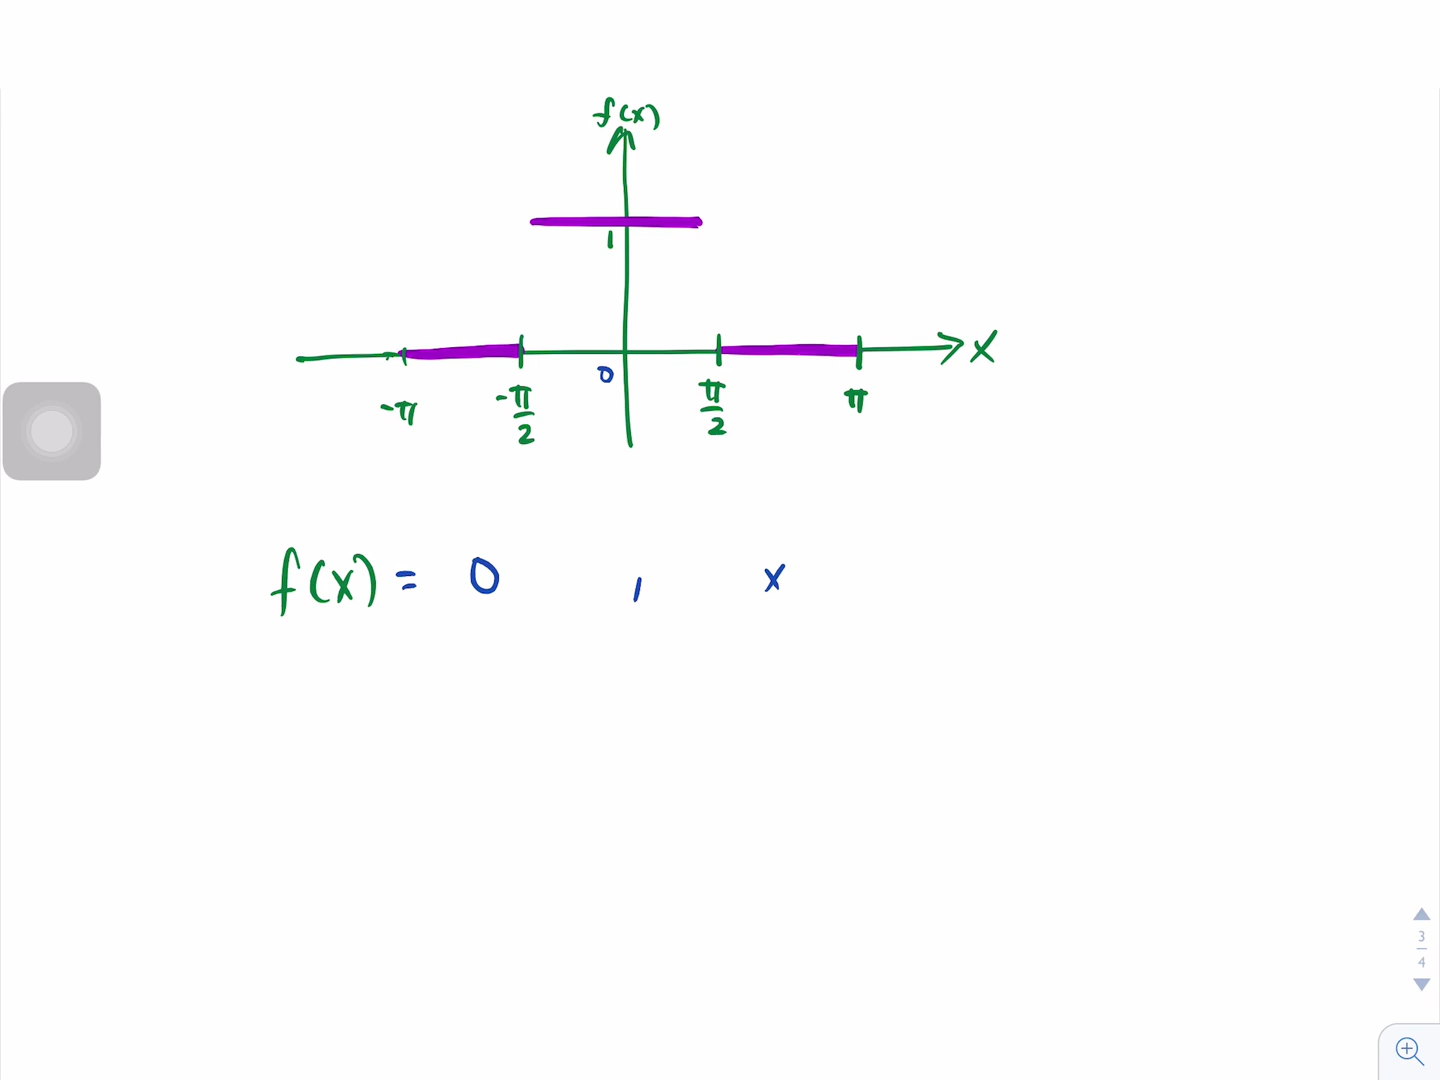 f(x)
1
x
0
-π -π/2 π/2 π
f(x) = 0 , x
3
4